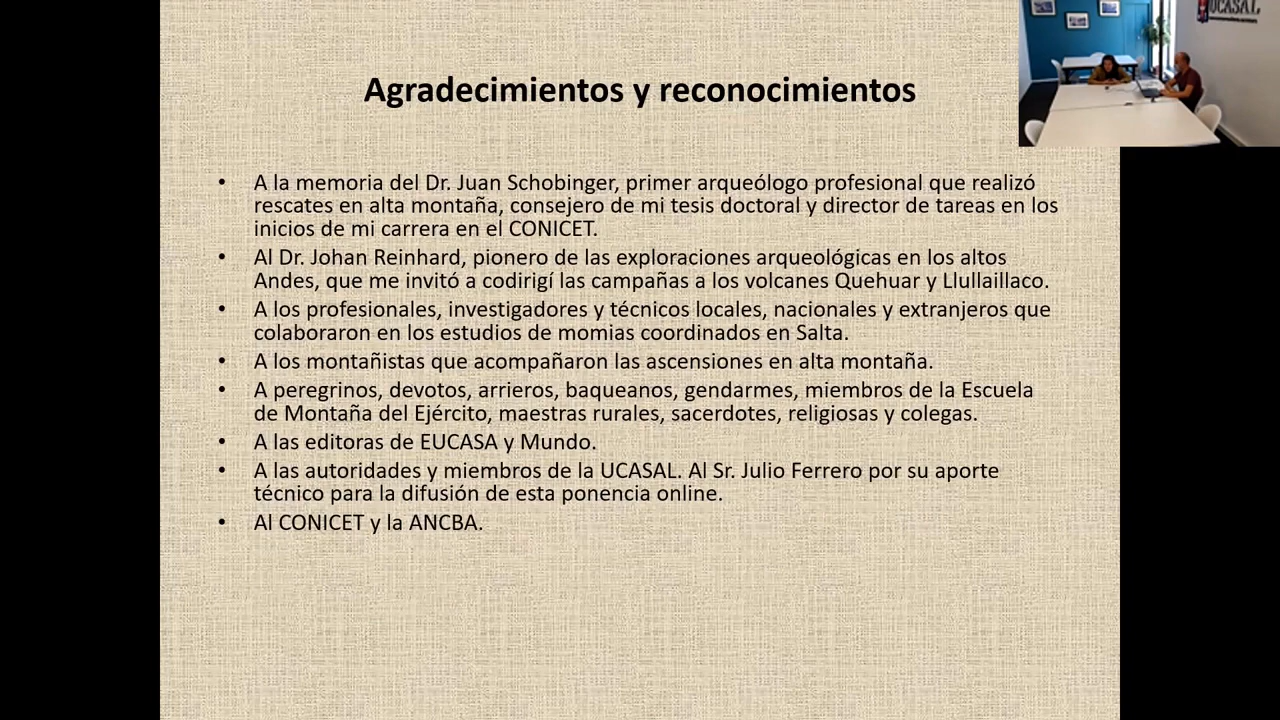 UCASAL
Agradecimientos y reconocimientos
• A la memoria del Dr. Juan Schobinger, primer arqueólogo profesional que realizó
rescates en alta montaña, consejero de mi tesis doctoral y director de tareas en los
inicios de mi carrera en el CONICET.
• Al Dr. Johan Reinhard, pionero de las exploraciones arqueológicas en los altos
Andes, que me invitó a codirigí las campañas a los volcanes Quehuar y Llullaillaco.
• A los profesionales, investigadores y técnicos locales, nacionales y extranjeros que
colaboraron en los estudios de momias coordinados en Salta.
• A los montañistas que acompañaron las ascensiones en alta montaña.
• A peregrinos, devotos, arrieros, baqueanos, gendarmes, miembros de la Escuela
de Montaña del Ejército, maestras rurales, sacerdotes, religiosas y colegas.
• A las editoras de EUCASA y Mundo.
• A las autoridades y miembros de la UCASAL. Al Sr. Julio Ferrero por su aporte
técnico para la difusión de esta ponencia online.
• Al CONICET y la ANCBA.